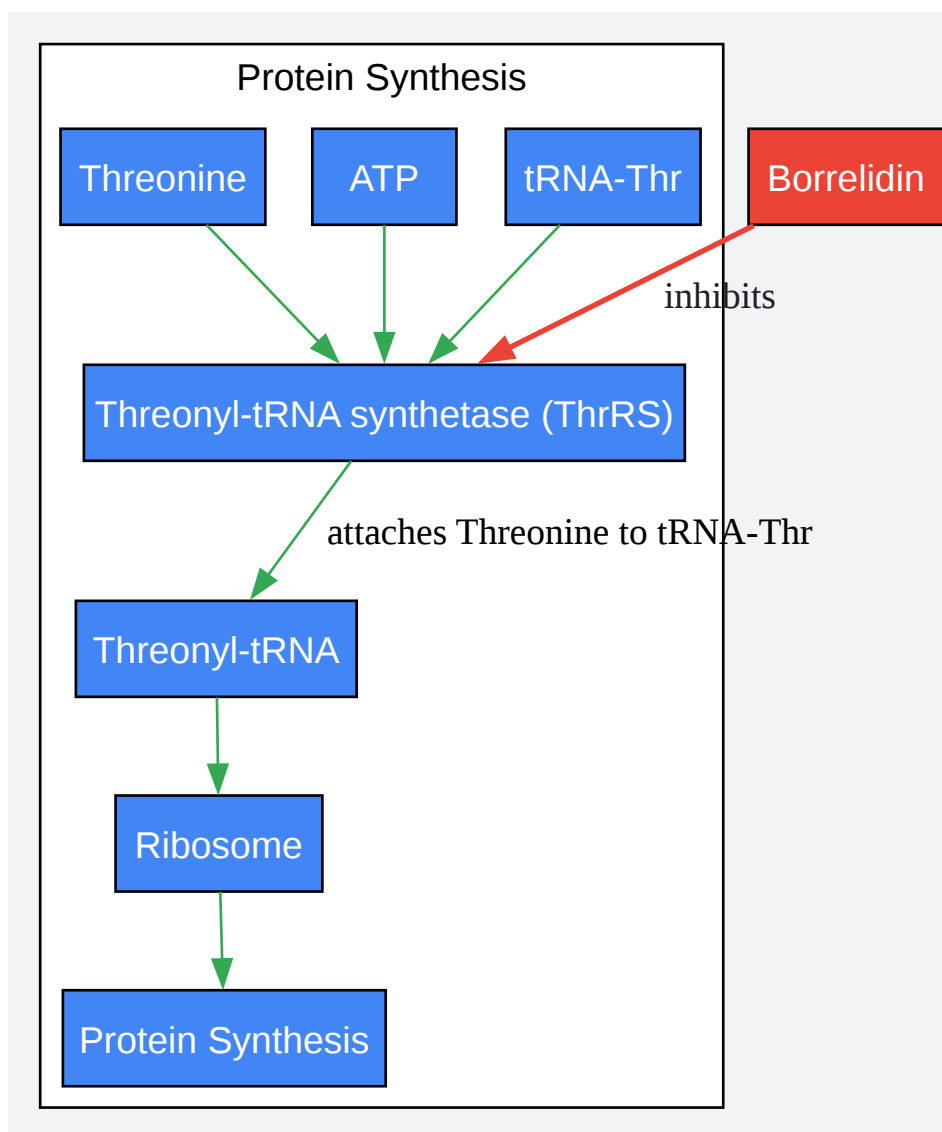 Protein Synthesis
Threonine
ATP
tRNA-Thr
Borrelidin
inhibits
Threonyl-tRNA synthetase (ThrRS)
attaches Threonine to tRNA-Thr
Threonyl-tRNA
Ribosome
Protein Synthesis